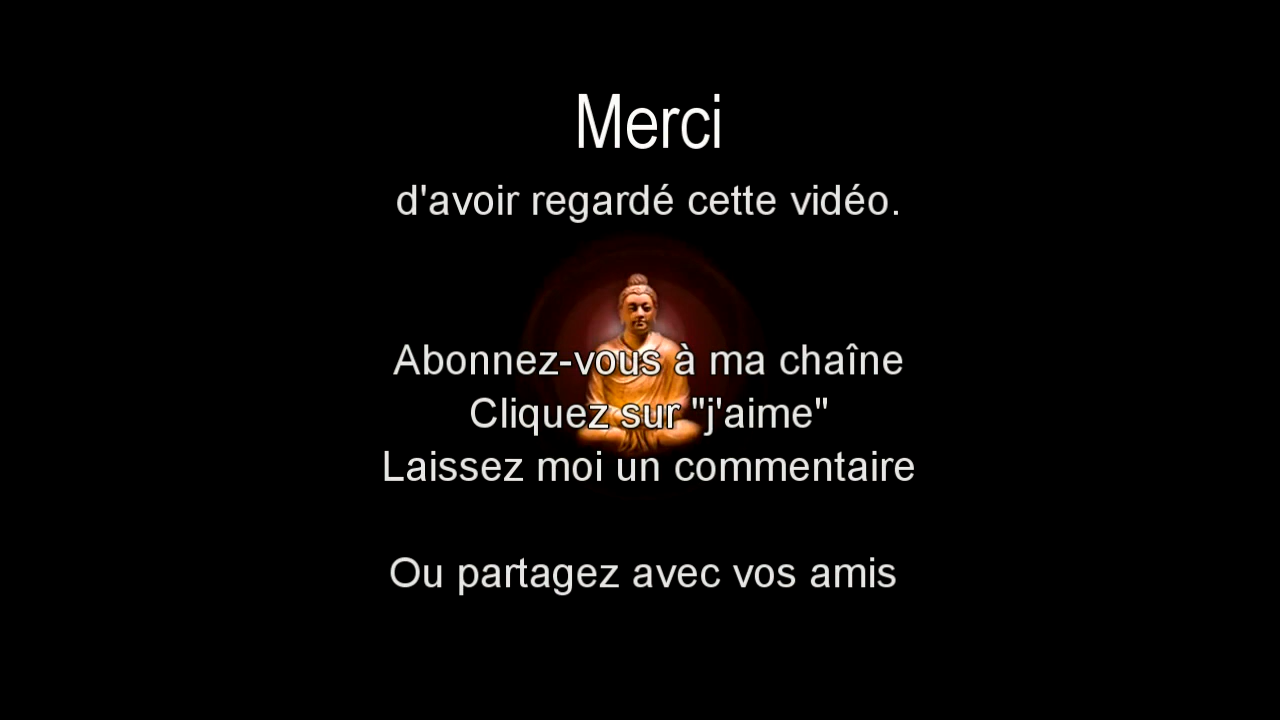 Merci
d'avoir regardé cette vidéo.
Abonnez-vous à ma chaîne
Cliquez sur "j'aime"
Laissez moi un commentaire
Ou partagez avec vos amis